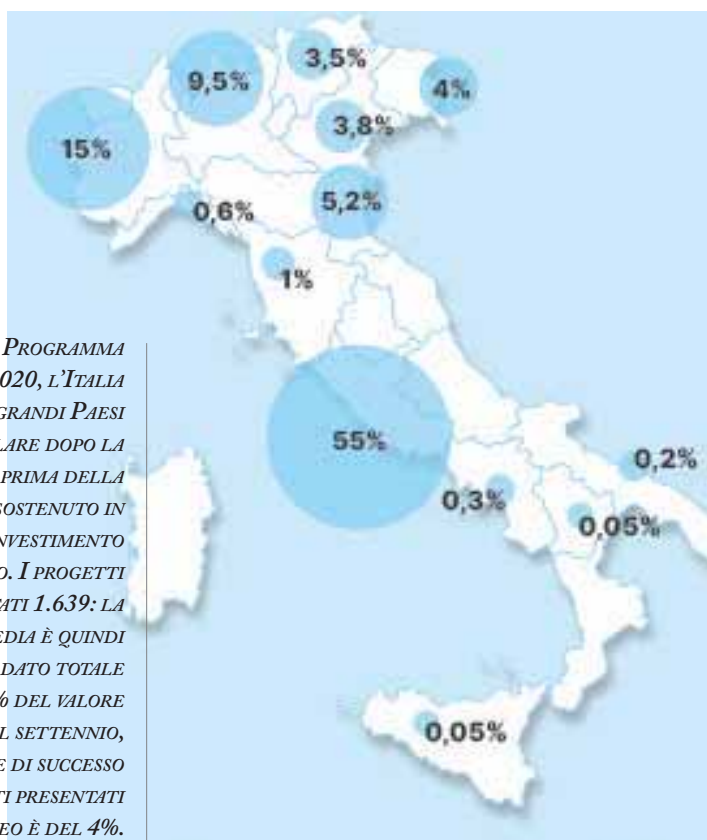 3,5%
9,5%
4%
3,8%
15%
5,2%
0,6%
1%
PROGRAMMA
020, L'ITALIA
GRANDI PAESI
LARE DOPO LA
PRIMA DELLA
SOSTENUTO IN
NVESTIMENTO
O. I PROGETTI
ATI 1.639: LA
EDIA È QUINDI
DATO TOTALE
% DEL VALORE
L SETTENNIO,
E DI SUCCESSO
TI PRESENTATI
EO È DEL 4%.
55%
0,2%
0,3%
0,05%
0,05%